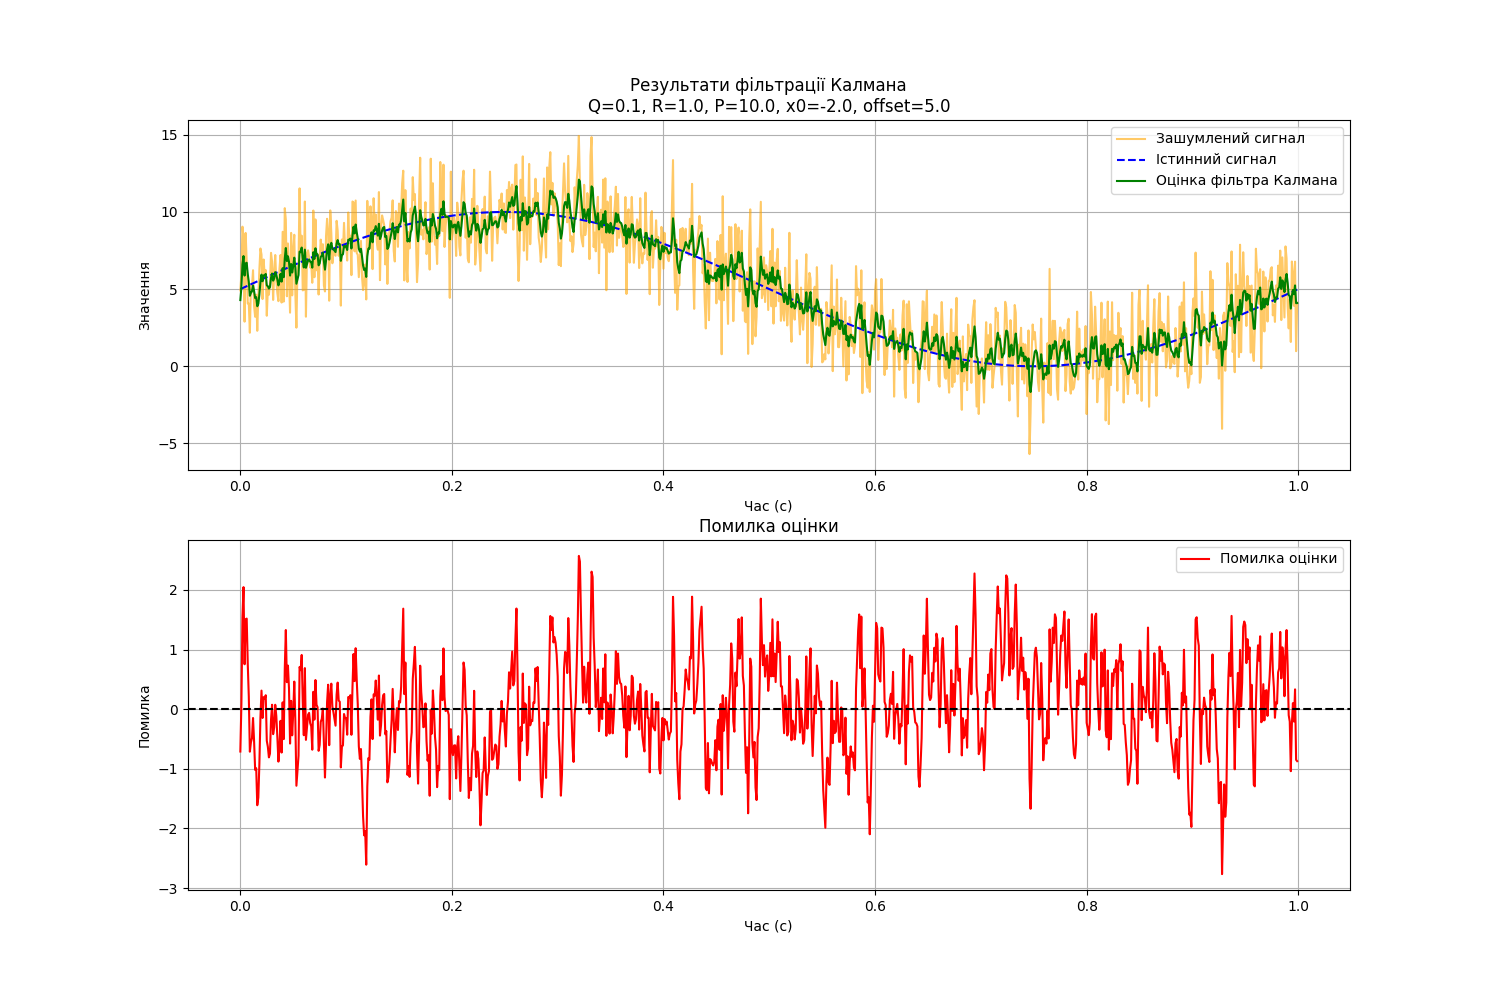 Результати фільтрації Калмана
Q=0.1, R=1.0, P=10.0, x0=-2.0, offset=5.0
Зашумлений сигнал
Істинний сигнал
Оцінка фільтра Калмана
Значення
15
10
5
0
−5
0.0 0.2 0.4 0.6 0.8 1.0
Час (с)
Помилка оцінки
Помилка оцінки
Помилка
2
1
0
−1
−2
−3
0.0 0.2 0.4 0.6 0.8 1.0
Час (с)